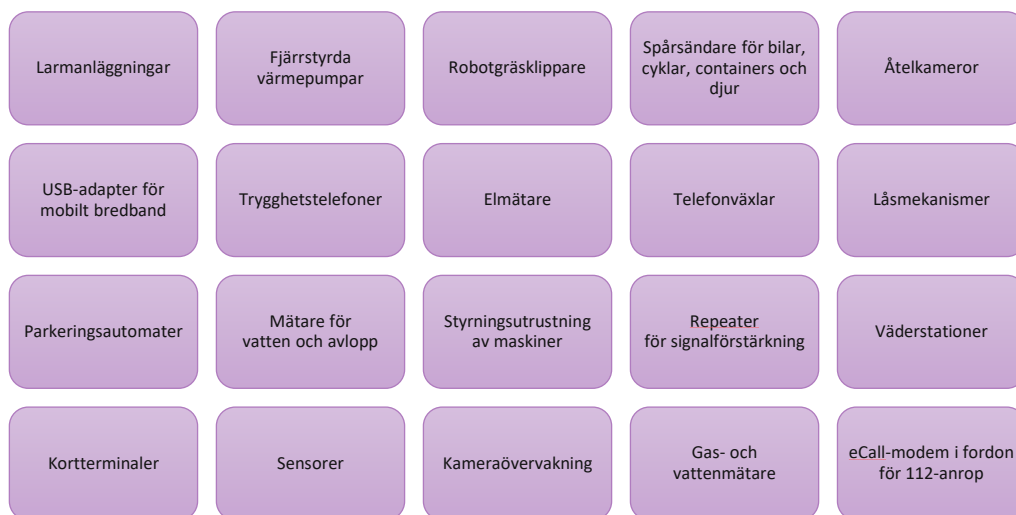 Larmanläggningar
Fjärrstyrda
värmepumpar
Robotgräsklippare
Spårsändare för bilar,
cyklar, containers och
djur
Åtelkameror
USB-adapter för
mobilt bredband
Trygghetstelefoner
Elmätare
Telefonväxlar
Låsmekanismer
Parkeringsautomater
Mätare för
vatten och avlopp
Styrningsutrustning
av maskiner
Repeater
för signalförstärkning
Väderstationer
Kortterminaler
Sensorer
Kameraövervakning
Gas- och
vattenmätare
eCall-modem i fordon
för 112-anrop